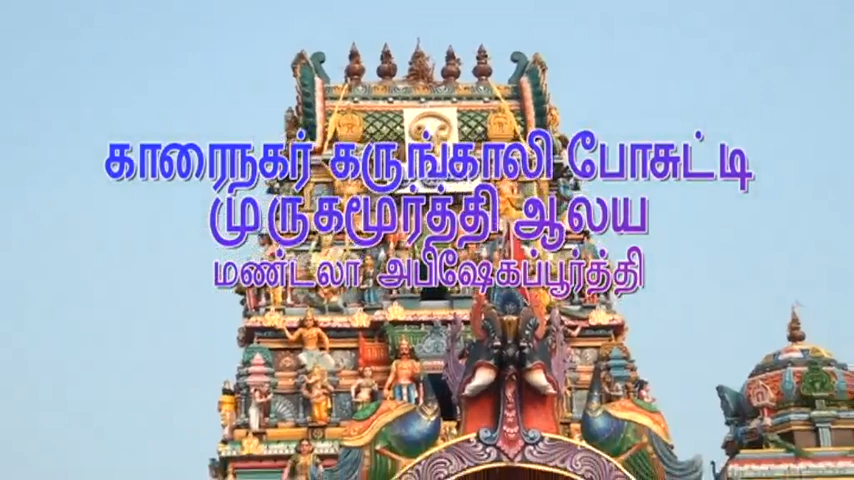 காரைநகர் கருங்காலி போசுட்டி
முருகமூர்த்தி ஆலய
மண்டலா அபிஷேகப்பூர்த்தி